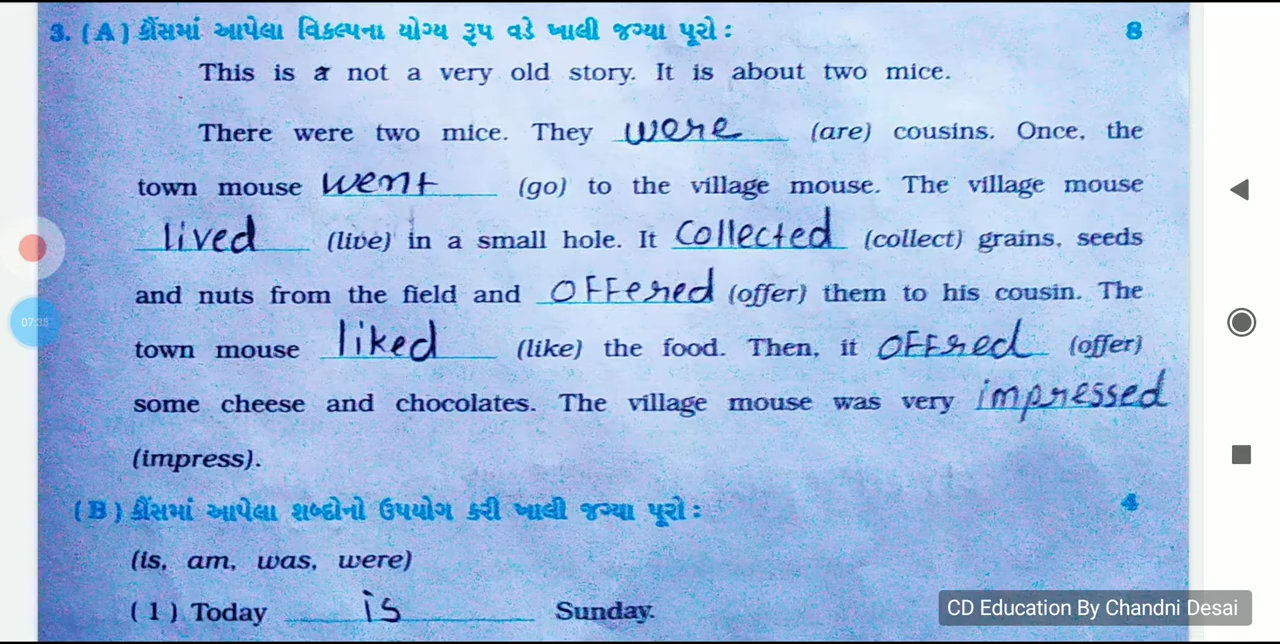 3. (A) કૌંસમાં આપેલા વિકલ્પના યોગ્ય રૂપ વડે ખાલી જગ્યા પૂરો : 8
This is a not a very old story. It is about two mice.
There were two mice. They were (are) cousins. Once, the
town mouse went (go) to the village mouse. The village mouse
lived (live) in a small hole. It collected (collect) grains, seeds
and nuts from the field and offered (offer) them to his cousin. The
town mouse liked (like) the food. Then, it offred (offer)
some cheese and chocolates. The village mouse was very impressed
(impress).
(B) કૌંસમાં આપેલા શબ્દોનો ઉપયોગ કરી ખાલી જગ્યા પૂરો : 4
(is, am, was, were)
(1) Today is Sunday.
07:35
CD Education By Chandni Desai